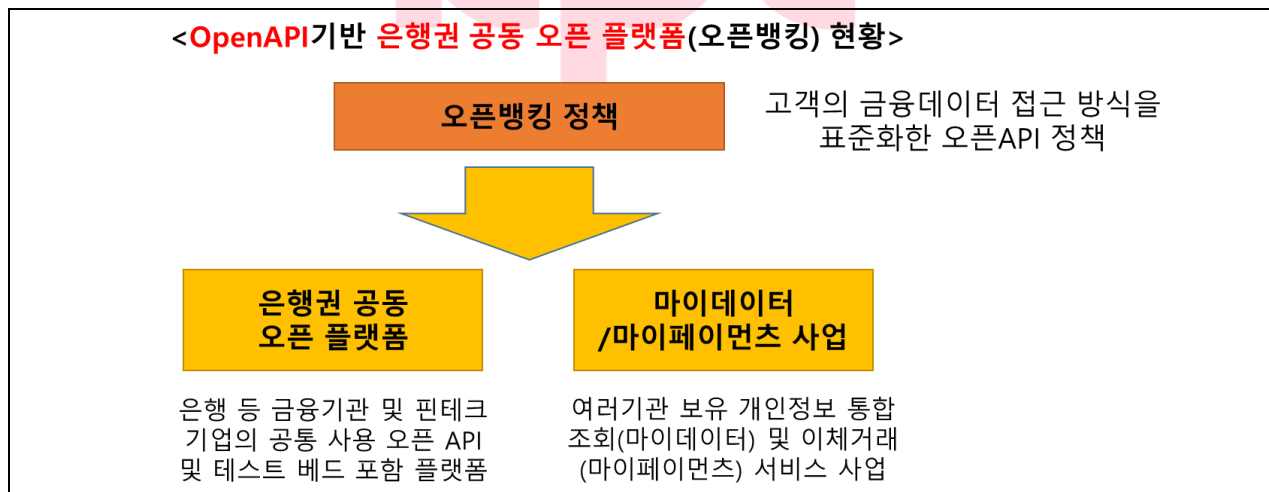 <OpenAPI기반 은행권 공동 오픈 플랫폼(오픈뱅킹) 현황>
오픈뱅킹 정책
고객의 금융데이터 접근 방식을
표준화한 오픈API 정책
은행권 공동
오픈 플랫폼
마이데이터
/마이페이먼츠 사업
은행 등 금융기관 및 핀테크
기업의 공통 사용 오픈 API
및 테스트 베드 포함 플랫폼
여러기관 보유 개인정보 통합
조회(마이데이터) 및 이체거래
(마이페이먼츠) 서비스 사업